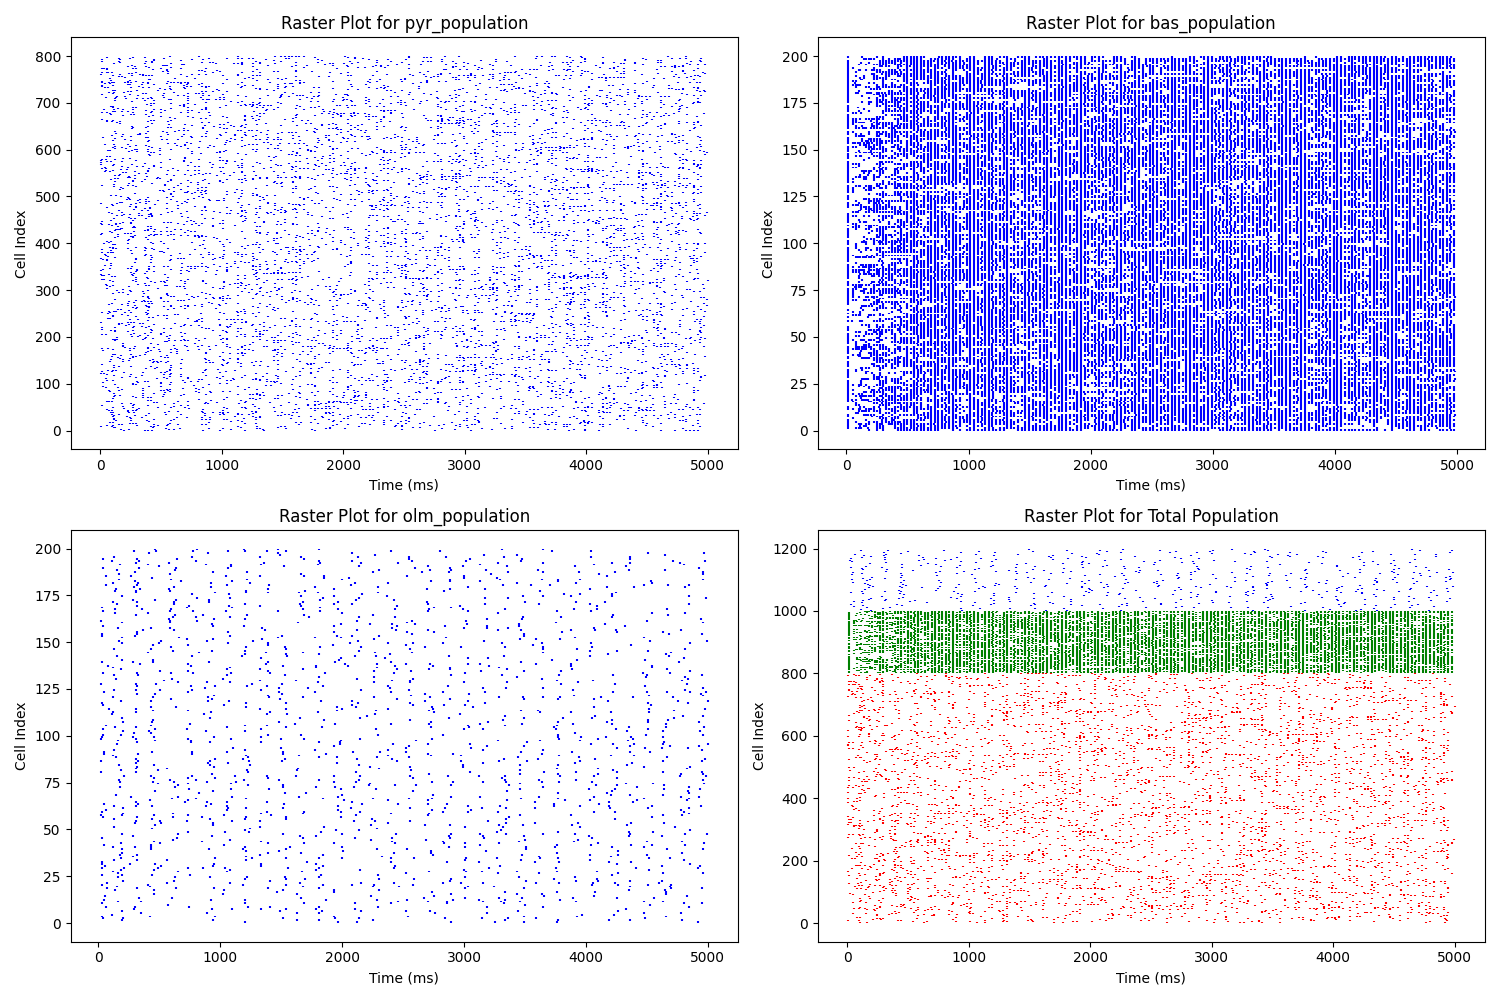 Raster Plot for pyr_population
Cell Index
800
700
600
500
400
300
200
100
0
0 1000 2000 3000 4000 5000
Time (ms)
Raster Plot for bas_population
Cell Index
200
175
150
125
100
75
50
25
0
0 1000 2000 3000 4000 5000
Time (ms)
Raster Plot for olm_population
Cell Index
200
175
150
125
100
75
50
25
0
0 1000 2000 3000 4000 5000
Time (ms)
Raster Plot for Total Population
Cell Index
1200
1000
800
600
400
200
0
0 1000 2000 3000 4000 5000
Time (ms)